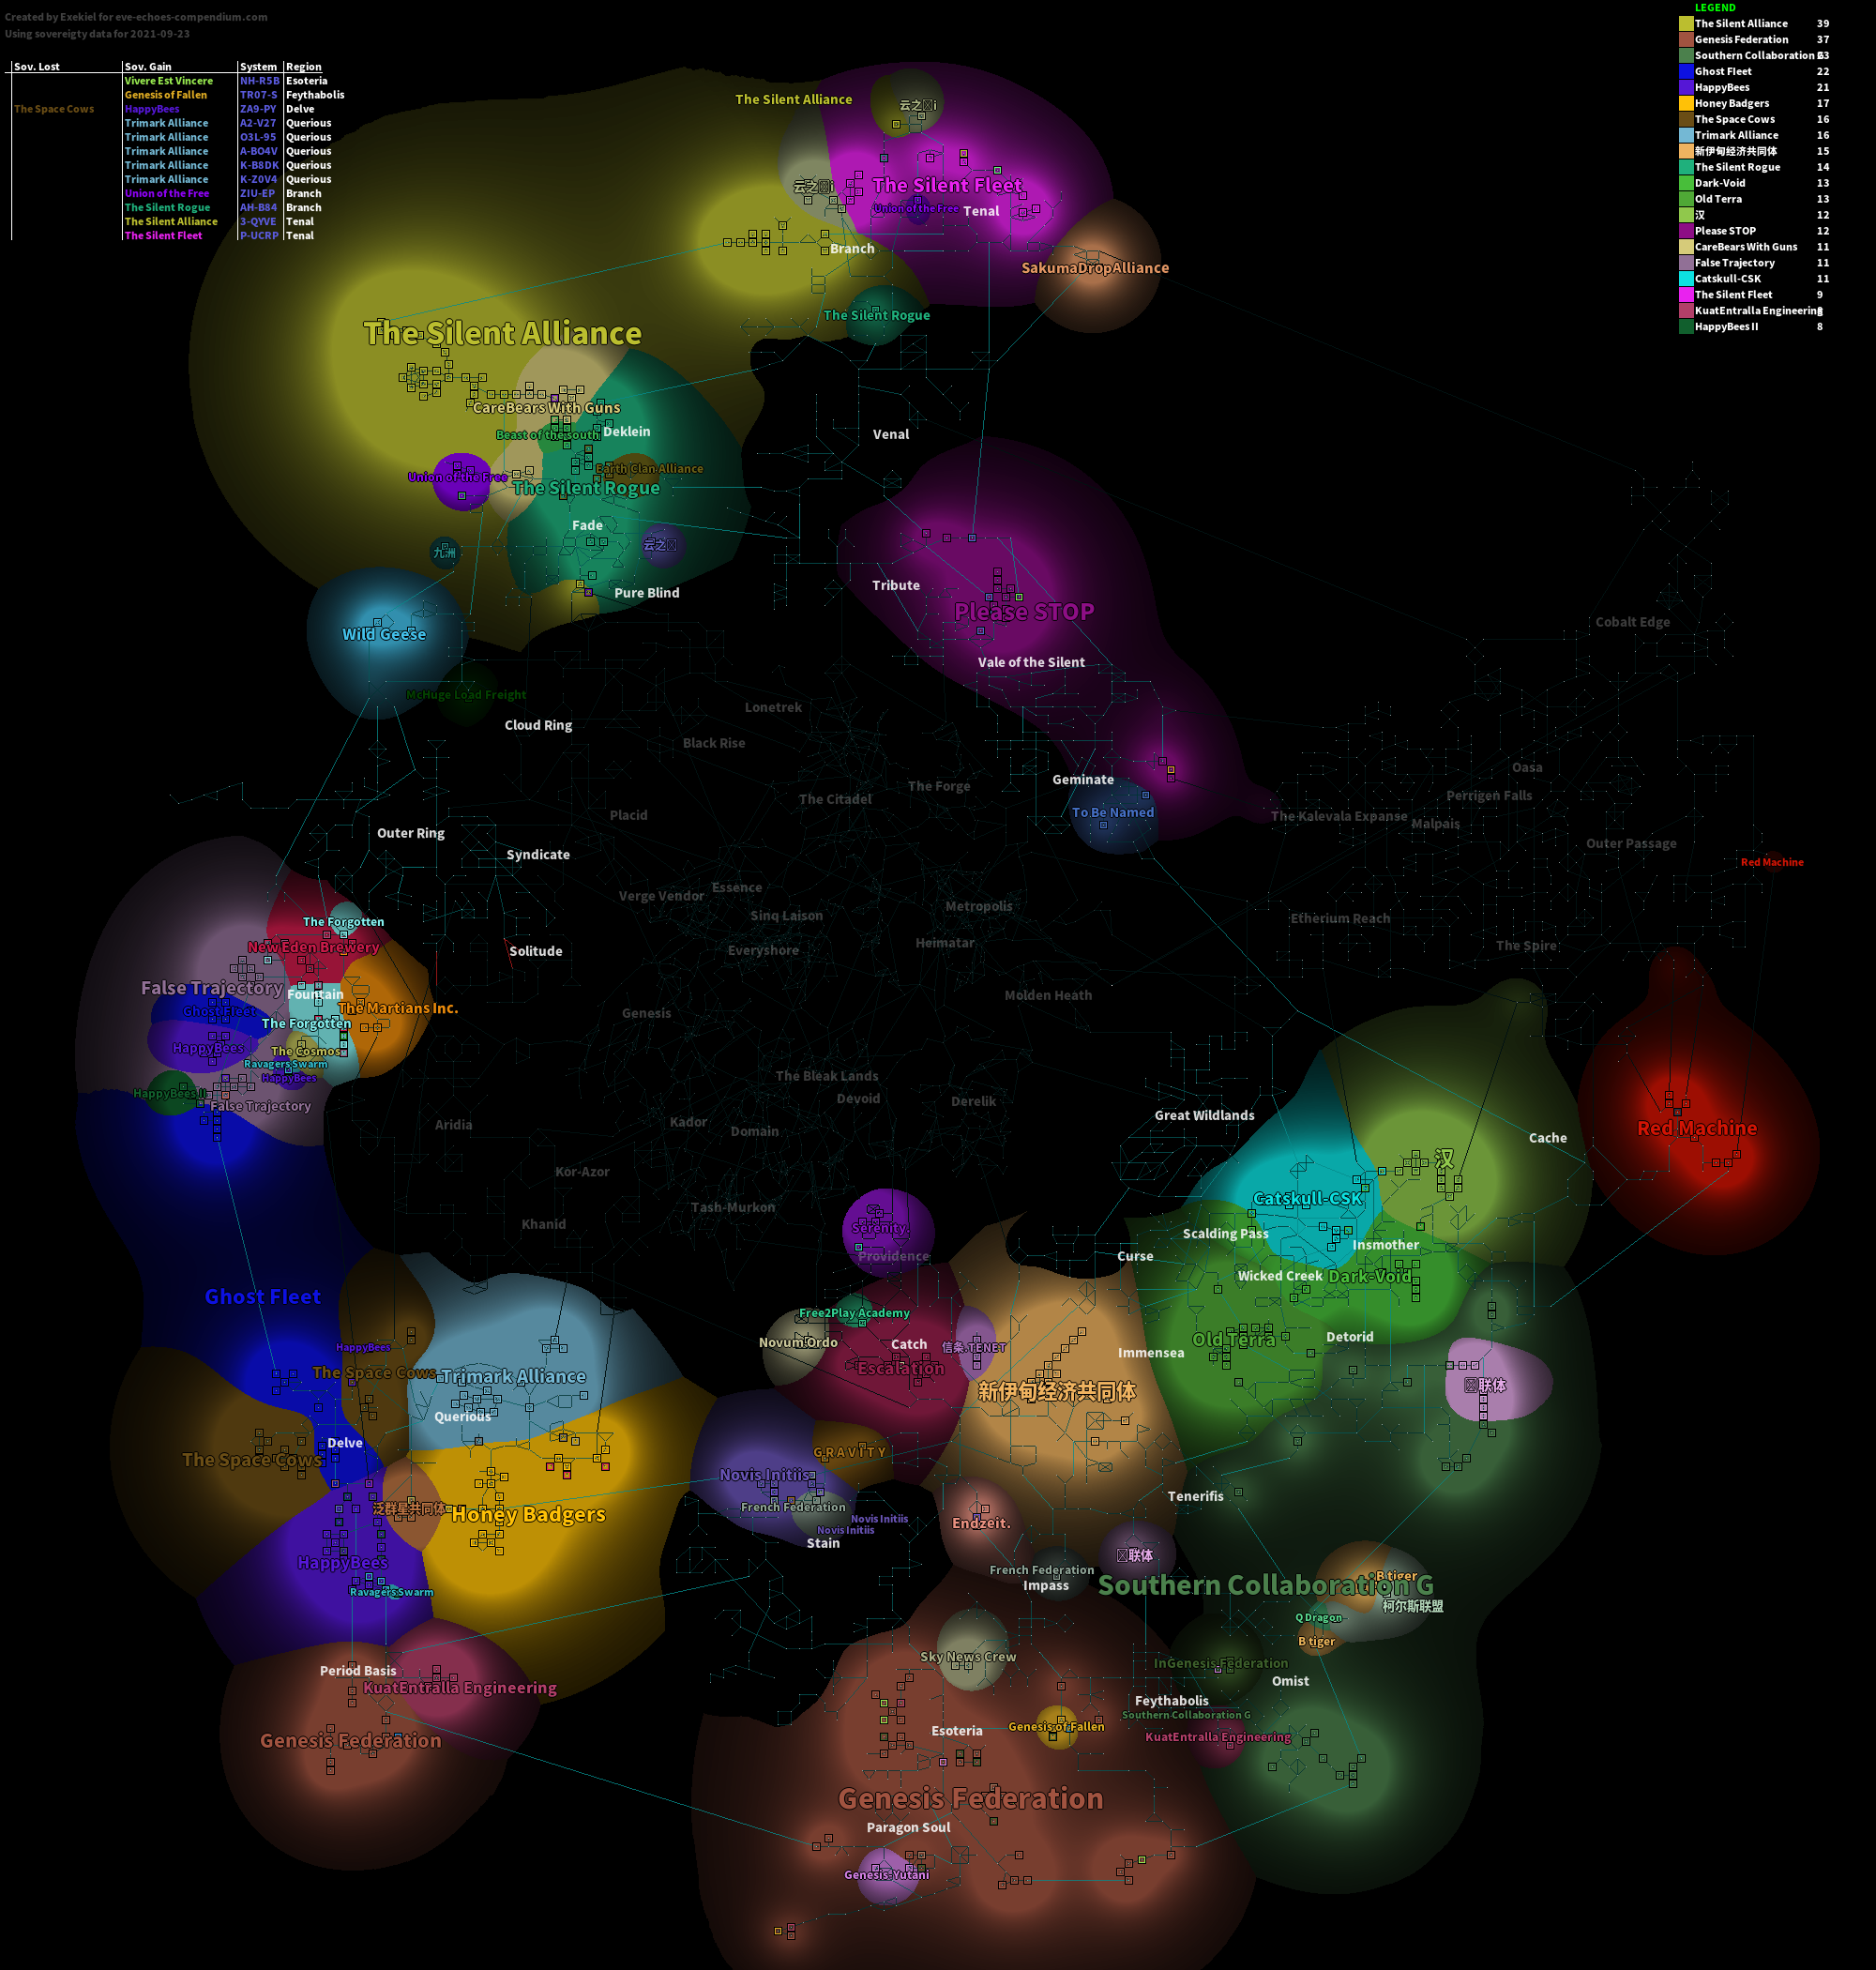 Created by Exekiel for eve-echoes-compendium.com
Using sovereigty data for 2021-09-23
Sov. Lost Sov. Gain System Region
Vivere Est Vincere NH-R5B Esoteria
Genesis of Fallen TR07-S Feythabolis
The Space Cows HappyBees ZA9-PY Delve
Trimark Alliance A2-V27 Querious
Trimark Alliance O3L-95 Querious
Trimark Alliance A-BO4V Querious
Trimark Alliance K-B8DK Querious
Trimark Alliance K-Z0V4 Querious
Union of the Free ZIU-EP Branch
The Silent Rogue AH-B84 Branch
The Silent Alliance 3-QYVE Tenal
The Silent Fleet P-UCRP Tenal
LEGEND
The Silent Alliance 39
Genesis Federation 37
Southern Collaboration
Ghost Fleet 22
HappyBees 21
Honey Badgers 17
The Space Cows 16
Trimark Alliance 16
新伊甸经济共同体 15
The Silent Rogue 14
Dark-Void 13
Old Terra 13
汉 12
Please STOP 12
CareBears With Guns 11
False Trajectory 11
Catskull-CSK 11
The Silent Fleet 9
KuatEntralla Engineering
HappyBees II 8
The Silent Alliance
云之 i
云之 i
The Silent Fleet
Union of the Free
Tenal
Branch
SakumaDropAlliance
The Silent Rogue
The Silent Alliance
CareBears With Guns
Beast of the south
Deklein
Venal
Earth Clan Alliance
Union of the Free
The Silent Rogue
Fade
云之
九洲
Pure Blind
Tribute
Please STOP
Wild Geese
Cobalt Edge
Vale of the Silent
McHuge Load Freight
Lonetrek
Cloud Ring
Black Rise
Oasa
Geminate
The Forge
The Citadel
Perrigen Falls
To Be Named
Placid
The Kalevala Expanse
Malpais
Outer Ring
Outer Passage
Syndicate
Red Machine
Essence
Verge Vendor
Metropolis
Sinq Laison
Etherium Reach
The Forgotten
Heimatar
The Spire
New Eden Brewery
Everyshore
Solitude
False Trajectory
Fountain
Molden Heath
The Martians Inc.
Ghost Fleet
Genesis
The Forgotten
HappyBees
The Cosmos
RavagersSwarm
HappyBees
The Bleak Lands
HappyBees II
Devoid
Derelik
False Trajectory
Great Wildlands
Kador
Aridia
Domain
Red Machine
Cache
汉
Kor-Azor
Catskull-CSK
Tash-Murkon
Khanid
Serenity.
Scalding Pass
Insmother
Providence
Curse
Wicked Creek
Dark-Void
Ghost Fleet
Free2Play Academy
Detorid
Old Terra
NovumOrdo
Catch
信条.TENET
HappyBees
Immensea
Escalation
The Space Cows
Trimark Alliance
联体
新伊甸经济共同体
Querious
Delve
GRAVITY
The Space Cows
Novis Initiis
Tenerifis
泛群星共同体
French Federation
Honey Badgers
Novis Initiis
Endzeit.
Novis Initiis
Stain
联体
HappyBees
French Federation
B tiger
Impass
Southern Collaboration G
RavagersSwarm
柯尔斯联盟
Q Dragon
B tiger
Sky News Crew
InGenesis Federation
Period Basis
Omist
KuatEntralla Engineering
Feythabolis
Southern Collaboration G
Genesis of Fallen
Esoteria
KuatEntralla Engineering
Genesis Federation
Genesis Federation
Paragon Soul
Genesis-Yutani